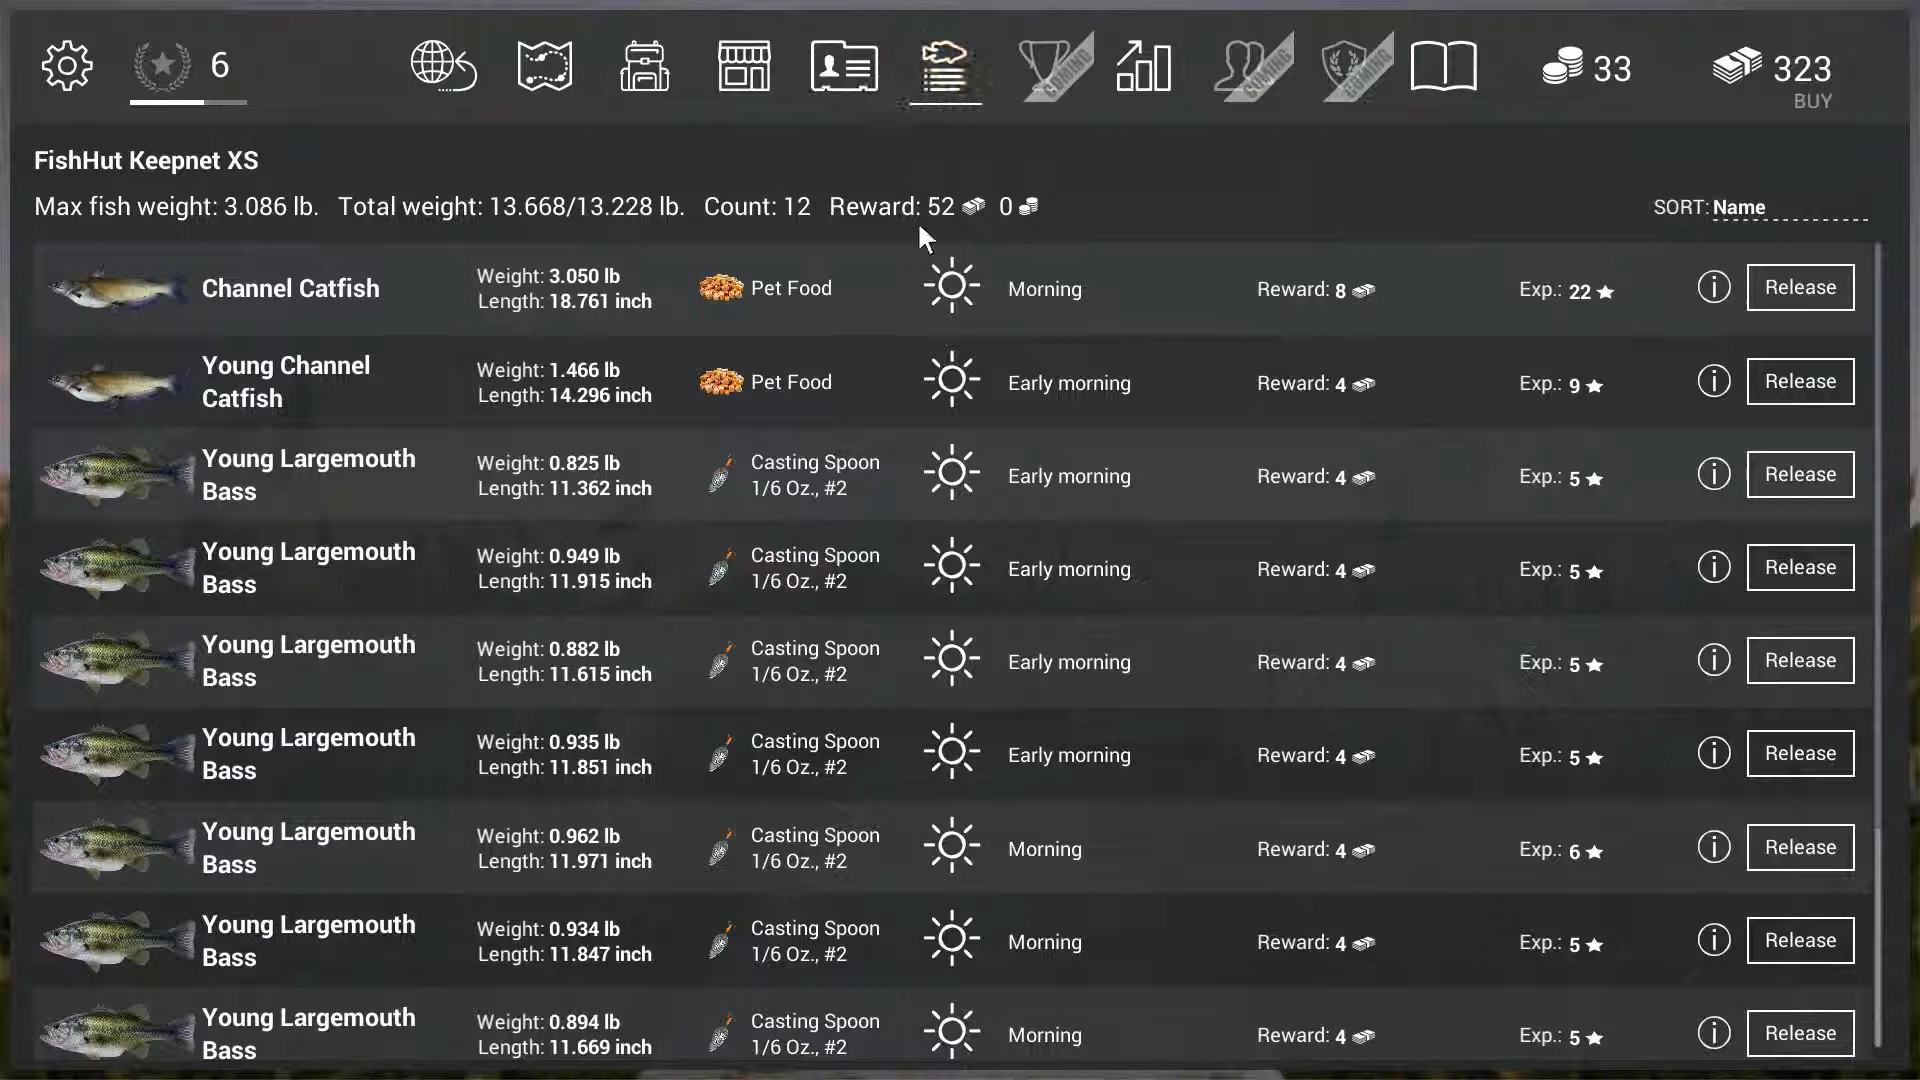 6
COMING
COMING
COMING
33
323
BUY
FishHut Keepnet XS
Max fish weight: 3.086 lb. Total weight: 13.668/13.228 lb. Count: 12 Reward: 52 0
SORT: Name
Channel Catfish
Weight: 3.050 lb
Length: 18.761 inch
Pet Food
Morning
Reward: 8
Exp.: 22
Release
Young Channel
Catfish
Weight: 1.466 lb
Length: 14.296 inch
Pet Food
Early morning
Reward: 4
Exp.: 9
Release
Young Largemouth
Bass
Weight: 0.825 lb
Length: 11.362 inch
Casting Spoon
1/6 Oz., #2
Early morning
Reward: 4
Exp.: 5
Release
Young Largemouth
Bass
Weight: 0.949 lb
Length: 11.915 inch
Casting Spoon
1/6 Oz., #2
Early morning
Reward: 4
Exp.: 5
Release
Young Largemouth
Bass
Weight: 0.882 lb
Length: 11.615 inch
Casting Spoon
1/6 Oz., #2
Early morning
Reward: 4
Exp.: 5
Release
Young Largemouth
Bass
Weight: 0.935 lb
Length: 11.851 inch
Casting Spoon
1/6 Oz., #2
Early morning
Reward: 4
Exp.: 5
Release
Young Largemouth
Bass
Weight: 0.962 lb
Length: 11.971 inch
Casting Spoon
1/6 Oz., #2
Morning
Reward: 4
Exp.: 6
Release
Young Largemouth
Bass
Weight: 0.934 lb
Length: 11.847 inch
Casting Spoon
1/6 Oz., #2
Morning
Reward: 4
Exp.: 5
Release
Young Largemouth
Bass
Weight: 0.894 lb
Length: 11.669 inch
Casting Spoon
1/6 Oz., #2
Morning
Reward: 4
Exp.: 5
Release